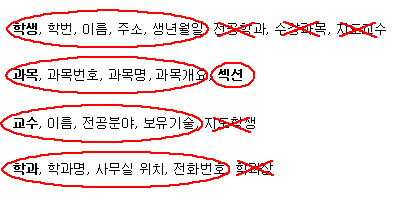 학생, 학번, 이름, 주소, 생년월일, 전공학과, 수강과목, 지도교수
과목, 과목번호, 과목명, 과목개요, 섹션
교수, 이름, 전공분야, 보유기술, 지도학생
학과, 학과명, 사무실 위치, 전화번호, 학과장